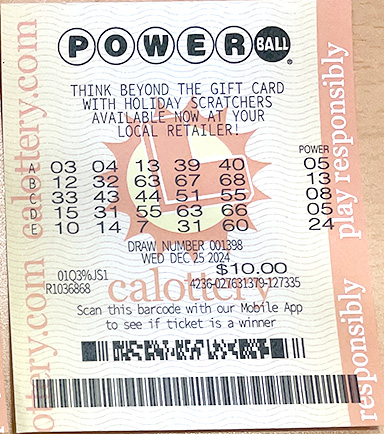 POWER BALL
THINK BEYOND THE GIFT CARD
WITH HOLIDAY SCRATCHERS
AVAILABLE NOW AT YOUR
LOCAL RETAILER!
POWER
A 03 04 13 39 40 05
B 12 32 63 67 68 13
C 33 43 44 51 55 08
D 15 31 55 63 66 05
E 10 14 7 31 60 24
DRAW NUMBER 001398
WED DEC 25 2024
0103%JS1 $10.00
R1036868 4236-027631379-127335
calottery
Scan this barcode with our Mobile App
to see if ticket is a winner
calottery.com calottery.com
play responsibly
responsibly